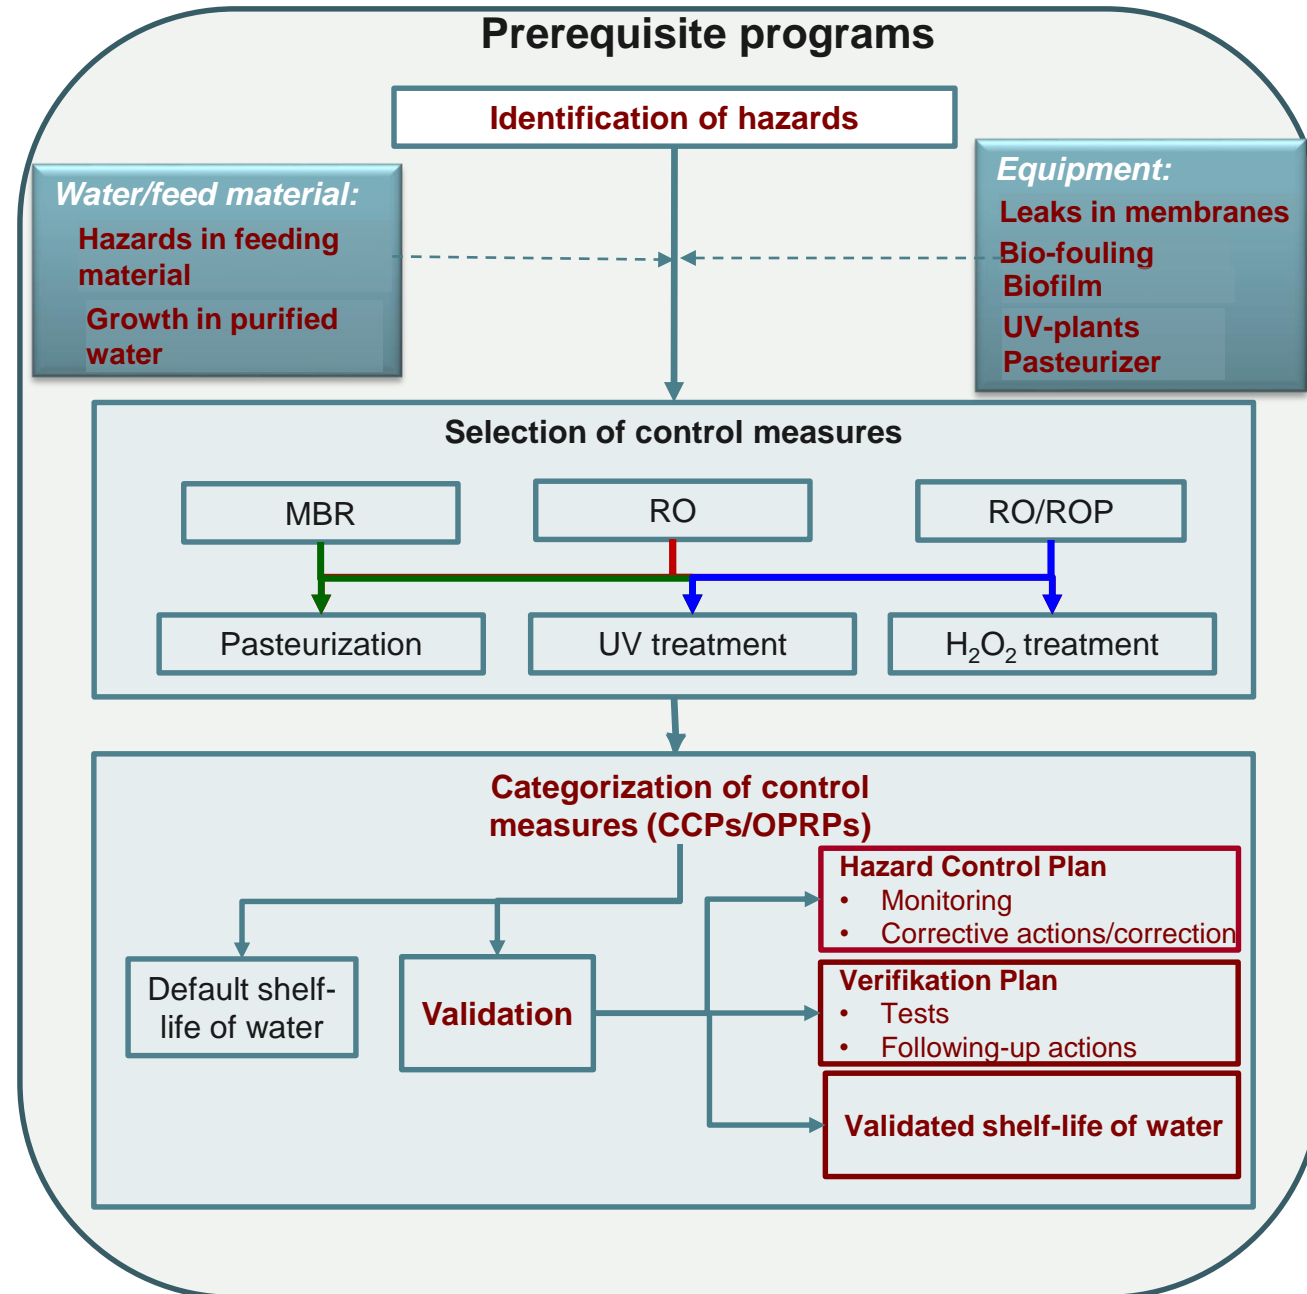 Prerequisite programs
Identification of hazards
Water/feed material:
Hazards in feeding
material
Growth in purified
water
Equipment:
Leaks in membranes
Bio-fouling
Biofilm
UV-plants
Pasteurizer
Selection of control measures
MBR
RO
RO/ROP
Pasteurization
UV treatment
H₂O₂ treatment
Categorization of control
measures (CCPs/OPRPs)
Default shelf-
life of water
Validation
Hazard Control Plan
• Monitoring
• Corrective actions/correction
Verifikation Plan
• Tests
• Following-up actions
Validated shelf-life of water